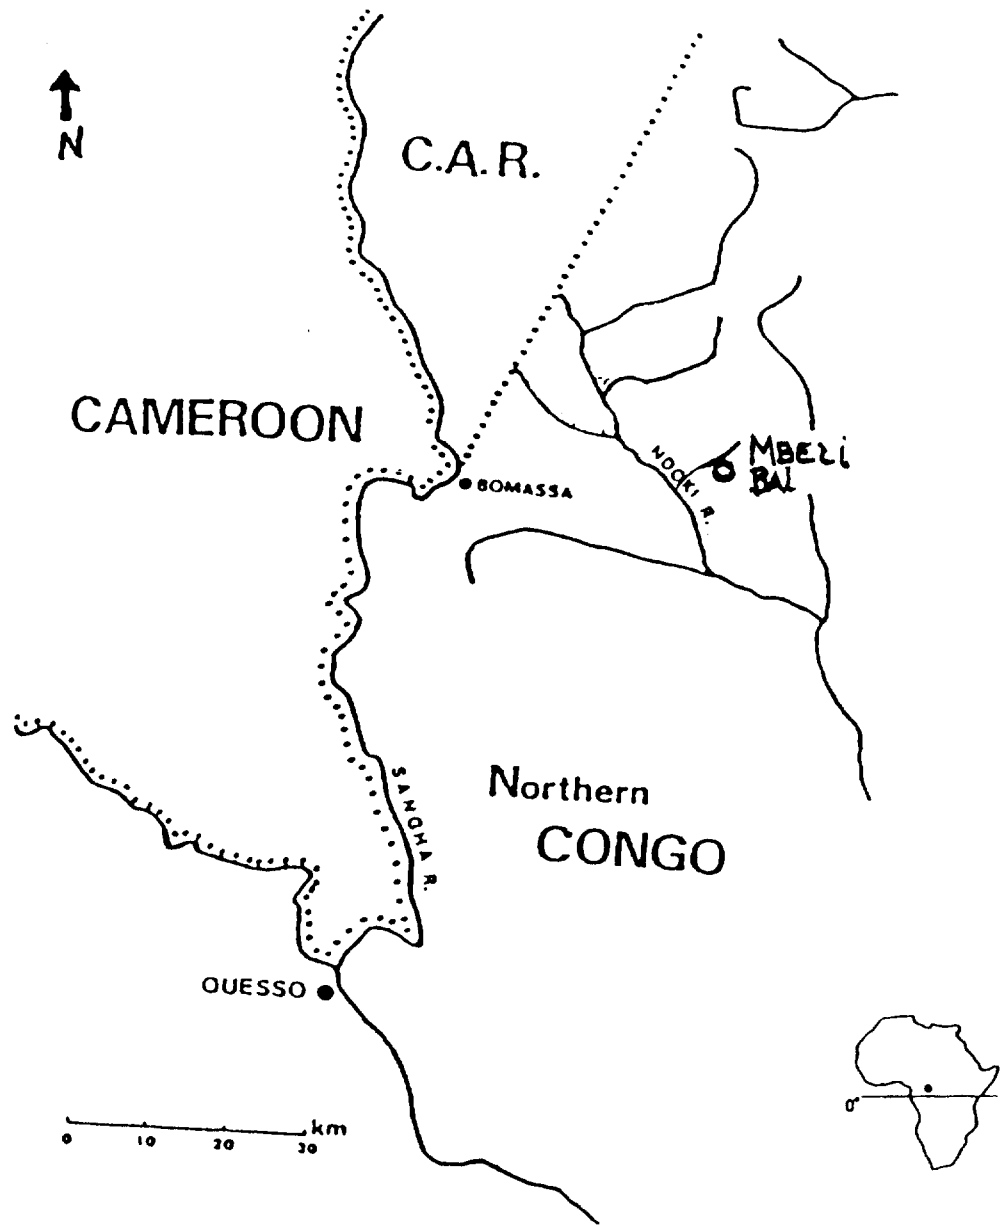 N
C.A.R.
CAMEROON
MBELI
BAI
NDOKI R.
BOMASSA
SANGHA R.
Northern
CONGO
OUESSO
0°
km
0 10 20 30